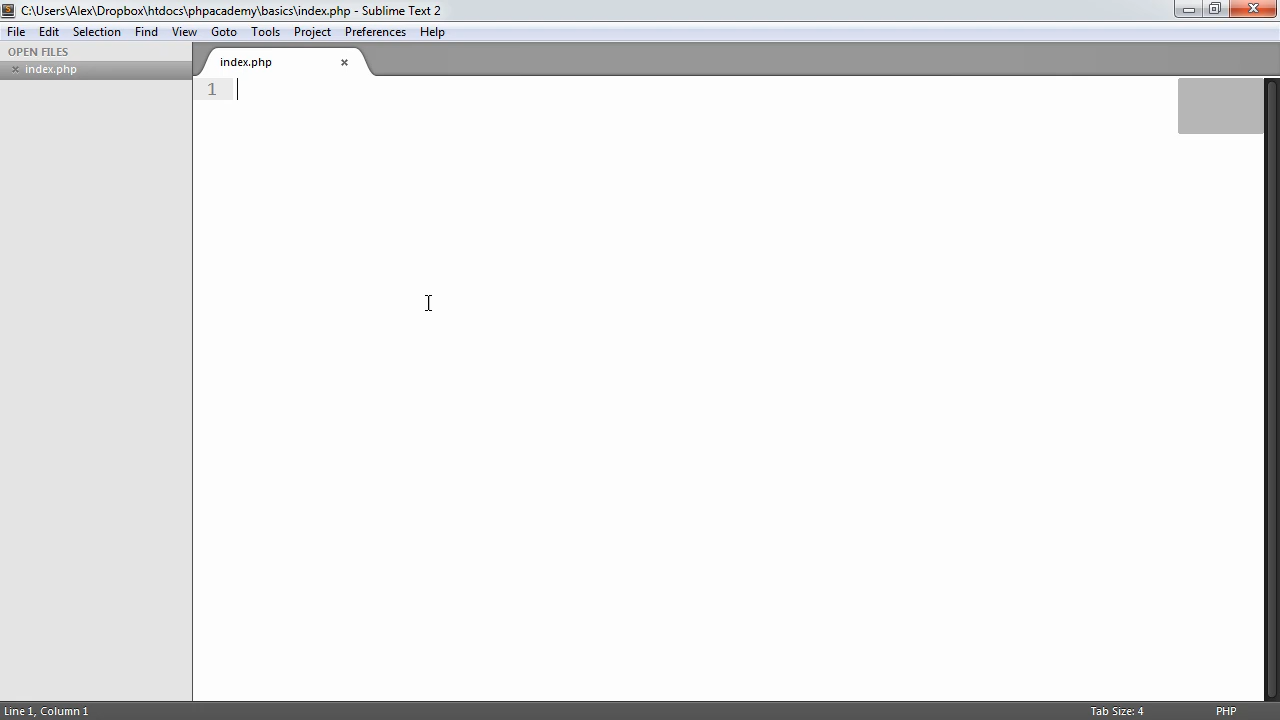 C:\Users\Alex\Dropbox\htdocs\phpacademy\basics\index.php - Sublime Text 2
File Edit Selection Find View Goto Tools Project Preferences Help
OPEN FILES
index.php
index.php
1
Line 1, Column 1
Tab Size: 4
PHP